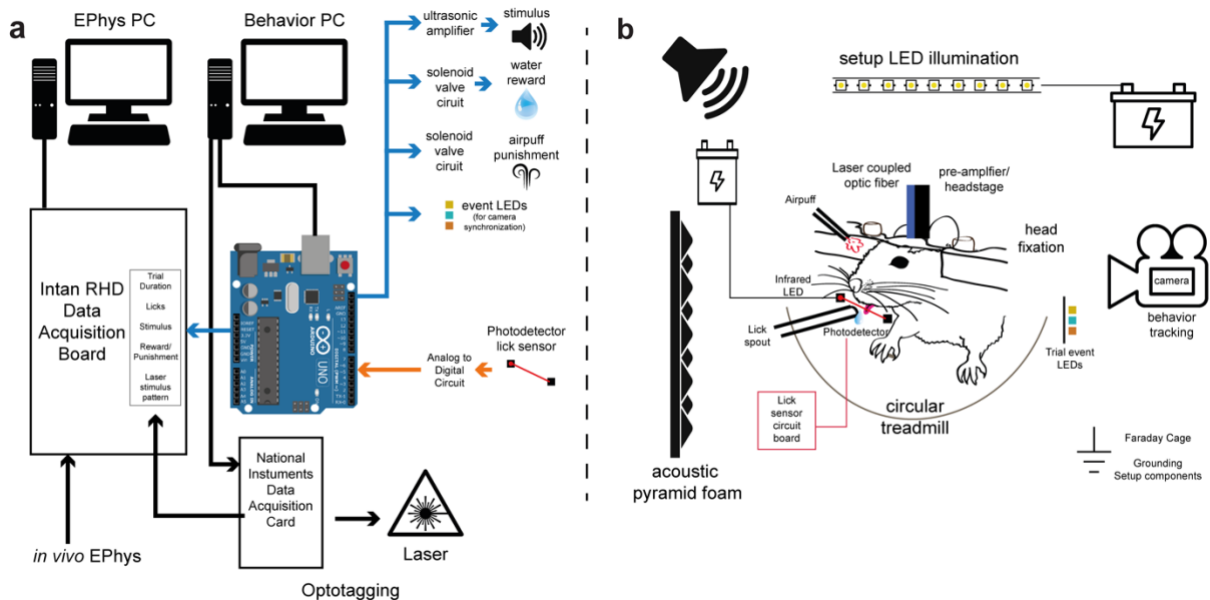 a
EPhys PC
Behavior PC
ultrasonic
amplifier
stimulus
solenoid
valve
ciruit
water
reward
solenoid
valve
ciruit
airpuff
punishment
event LEDs
(for camera
synchronization)
Intan RHD
Data
Acquisition
Board
Trial
Duration
Licks
Stimulus
Reward/
Punishment
Laser
stimulus
pattern
ARDUINO
UNO
Analog to
Digital
Circuit
Photodetector
lick sensor
National
Instuments
Data
Acquisition
Card
Laser
in vivo EPhys
Optotagging
b
setup LED illumination
Laser coupled
optic fiber
pre-amplfier/
headstage
Airpuff
head
fixation
Infrared
LED
camera
behavior
tracking
Lick
spout
Photodetector
Trial event
LEDs
Lick
sensor
circuit
board
circular
treadmill
acoustic
pyramid foam
Faraday Cage
Grounding
Setup components